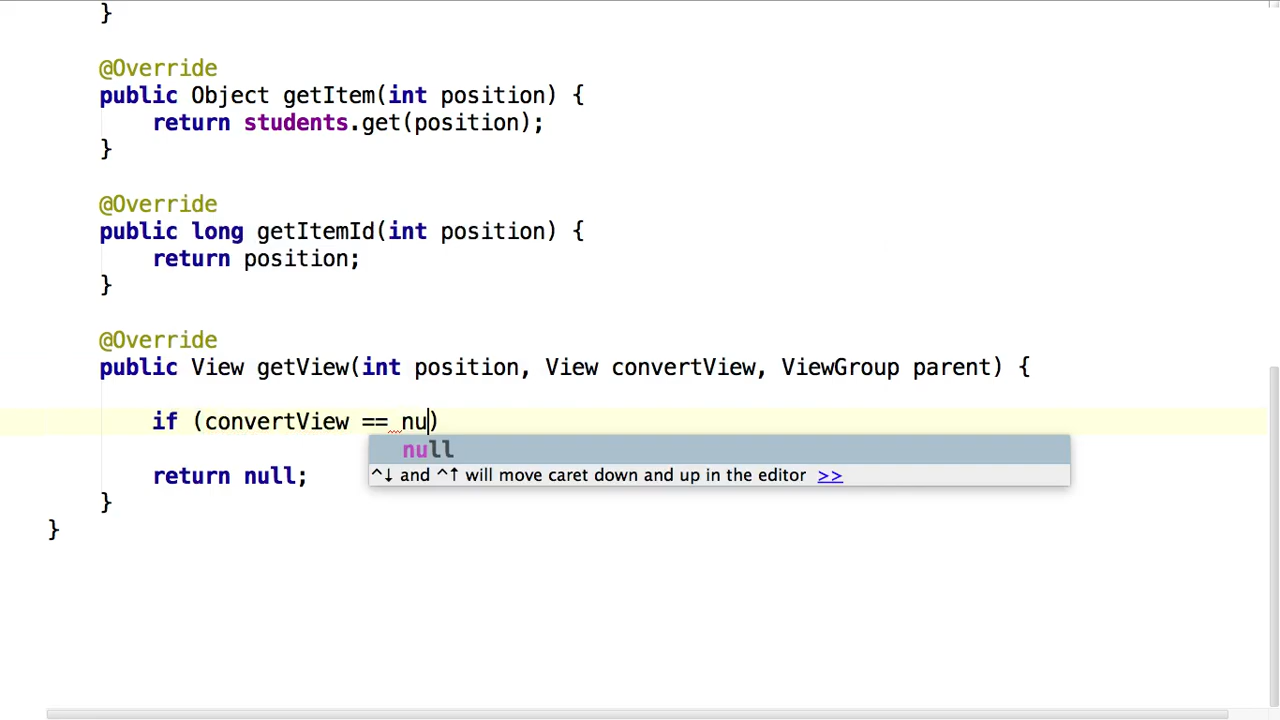 }
@Override
public Object getItem(int position) {
return students.get(position);
}
@Override
public long getItemId(int position) {
return position;
}
@Override
public View getView(int position, View convertView, ViewGroup parent) {
if (convertView == nu)
null
^↓ and ^↑ will move caret down and up in the editor >>
return null;
}
}